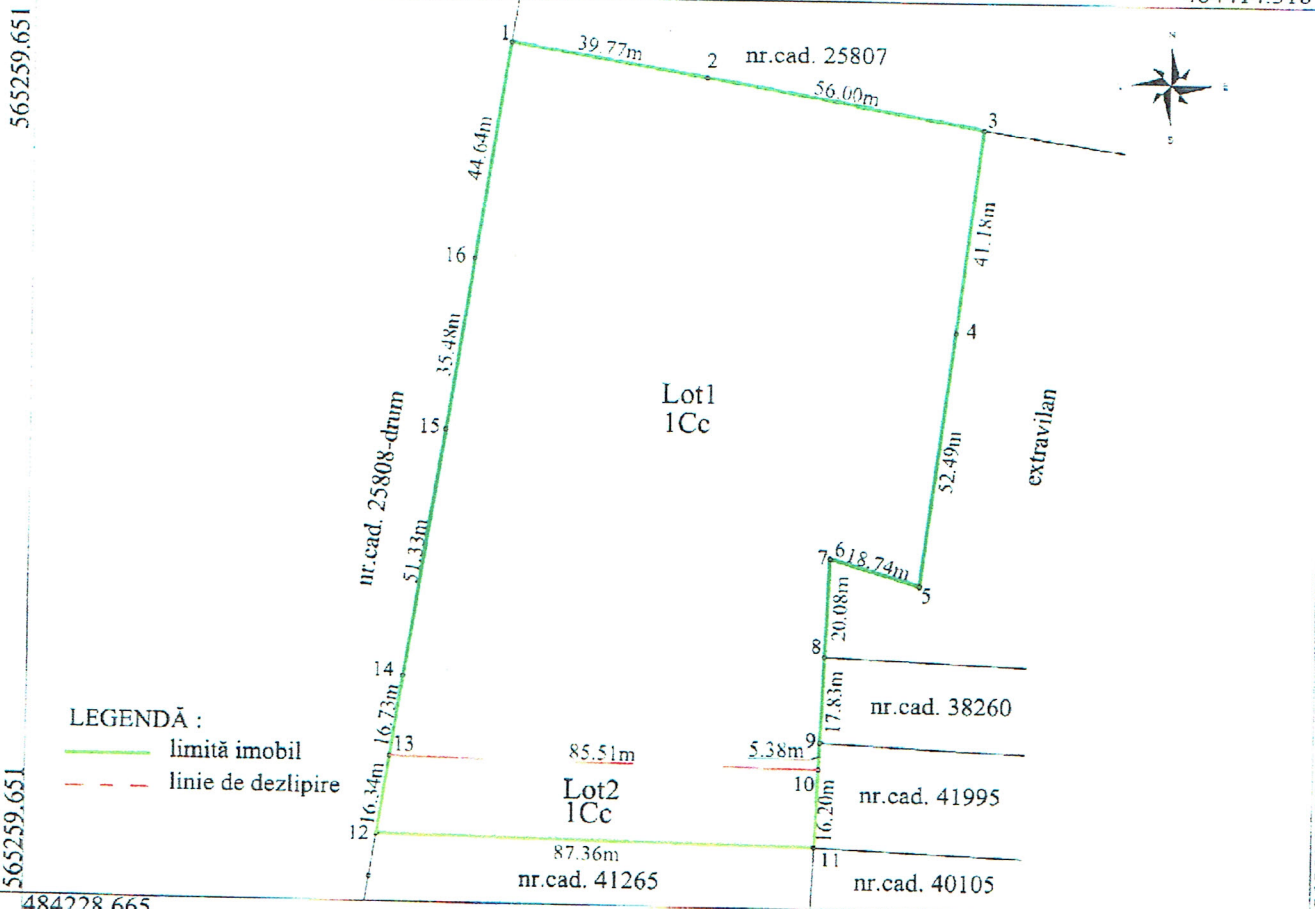 565259.651
1
39.77m
2
nr.cad. 25807
56.00m
3
44.64m
41.18m
16
4
35.48m
Lot1
1Cc
15
nr.cad. 25808-drum
extravilan
52.49m
51.33m
7
6
18.74m
5
20.08m
8
14
17.83m
nr.cad. 38260
LEGENDĂ :
limită imobil
linie de dezlipire
16.73m
13
85.51m
5.38m
9
10
Lot2
1Cc
nr.cad. 41995
16.34m
16.20m
12
87.36m
11
nr.cad. 41265
nr.cad. 40105
565259.651
484228.665